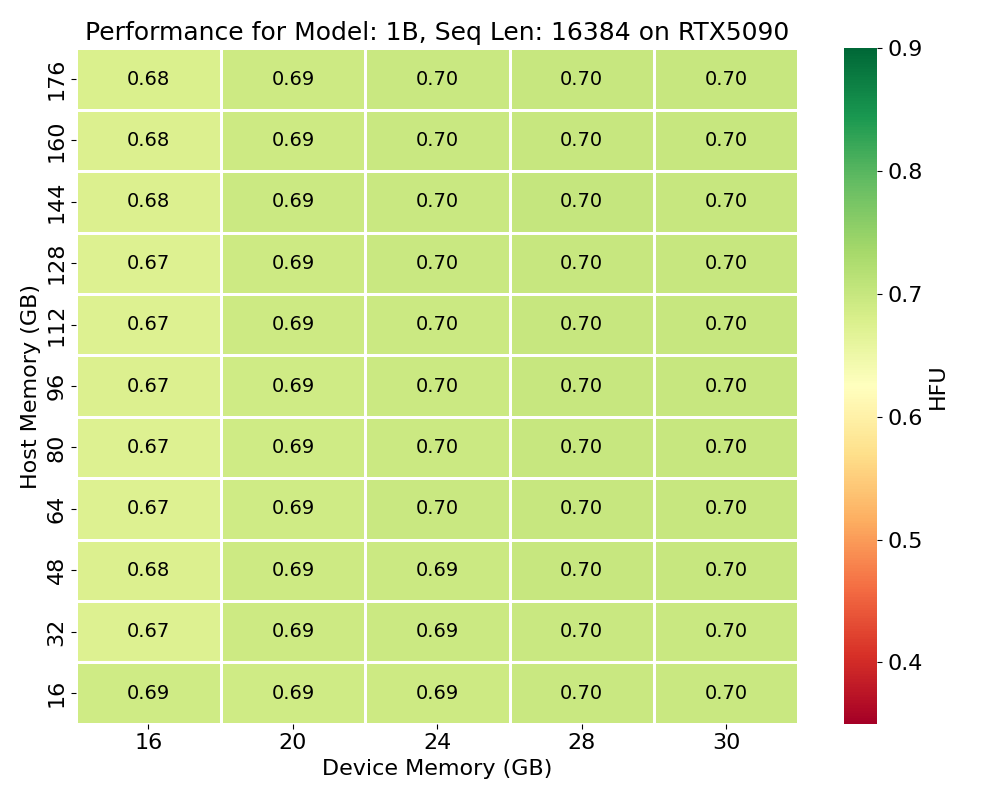 Performance for Model: 1B, Seq Len: 16384 on RTX5090
176 0.68 0.69 0.70 0.70 0.70
160 0.68 0.69 0.70 0.70 0.70
144 0.68 0.69 0.70 0.70 0.70
128 0.67 0.69 0.70 0.70 0.70
112 0.67 0.69 0.70 0.70 0.70
96 0.67 0.69 0.70 0.70 0.70
80 0.67 0.69 0.70 0.70 0.70
64 0.67 0.69 0.70 0.70 0.70
48 0.68 0.69 0.69 0.70 0.70
32 0.67 0.69 0.69 0.70 0.70
16 0.69 0.69 0.69 0.70 0.70
16 20 24 28 30
Device Memory (GB)
Host Memory (GB)
0.9
0.8
0.7
0.6
0.5
0.4
HFU